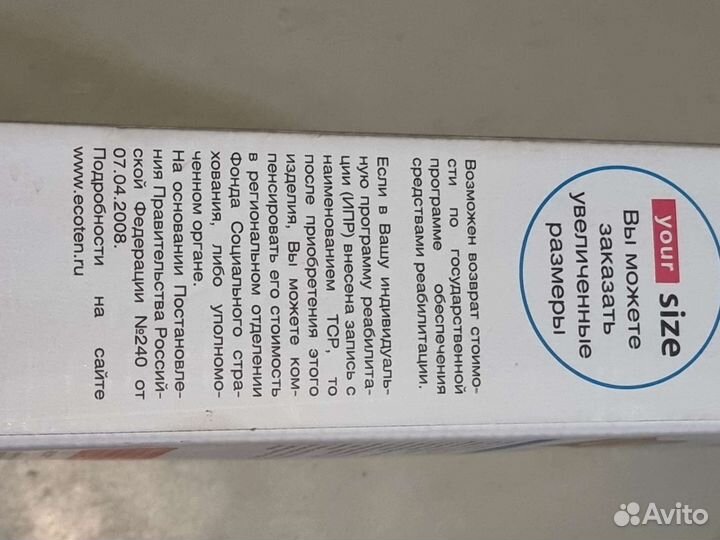 your size
Вы можете
заказать
увеличенные
размеры
Возможен возврат стоимо-
сти по государственной
программе обеспечения
средствами реабилитации.
Если в Вашу индивидуаль-
ную программу реабилита-
ции (ИПР) внесена запись с
наименованием ТСР, то
после приобретения этого
изделия, Вы можете ком-
пенсировать его стоимость
в региональном отделении
Фонда Социального стра-
хования, либо уполномо-
ченном органе.
На основании Постановле-
ния Правительства Россий-
ской Федерации №240 от
07.04.2008.
Подробности на сайте
www.ecoten.ru
Avito